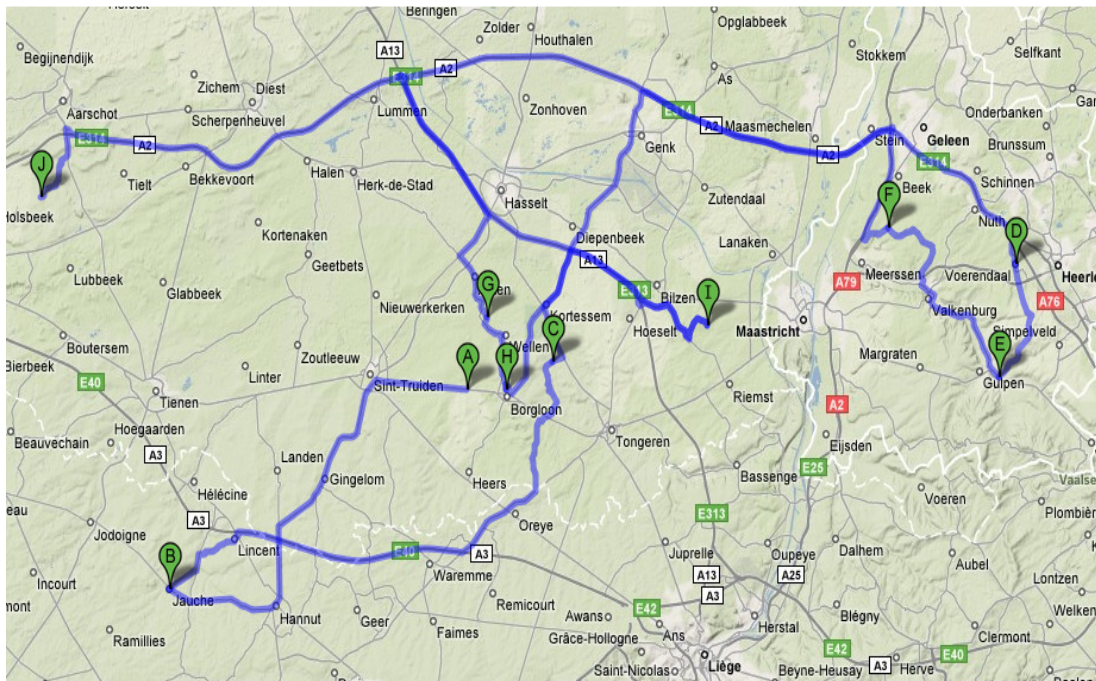 Beringen
Opglabbeek
Zolder
Houthalen
Stokkem
Begijnendijk
A13
Selfkant
A2
As
Zichem
Diest
Aarschot
Lummen
Zonhoven
E314
Onderbanken
Scherpenheuvel
A2
Maasmechelen
Geleen
E314
A2
Genk
A2
Stein
Brunssum
J
Tielt
Bekkevoort
Halen
Herk-de-Stad
Hasselt
Zutendaal
Beek
Schinnen
Holsbeek
F
Nuth
Kortenaken
Diepenbeek
Lanaken
D
Geetbets
A13
Lubbeek
Glabbeek
Meerssen
Voerendaal
A79
G
I
Bilzen
Nieuwerkerken
Kortessem
Maastricht
Valkenburg
A76
C
Hoeselt
Boutersem
Zoutleeuw
Wellen
Simpelveld
A
H
E
Margraten
Bierbeek
Linter
Sint-Truiden
Gulpen
E40
Tienen
Borgloon
Riemst
A2
Hoegaarden
Tongeren
Eijsden
Beauvechain
A3
Landen
Bassenge
E25
Gingelom
Heers
Vaalse
Hélécine
Voeren
Jodoigne
A3
Oreye
E313
Plombièr
Lincent
B
E40
A3
Juprelle
Oupeye
Dalhem
Aubel
Incourt
Waremme
A13
A25
Lontzen
Jauche
Remicourt
A3
Hannut
Geer
Awans
E42
Blégny
Welken
Ramillies
Faimes
Ans
Herstal
Clermont
Grâce-Hollogne
E42
E40
Saint-Nicolas
Liège
Beyne-Heusay
A3
Herve